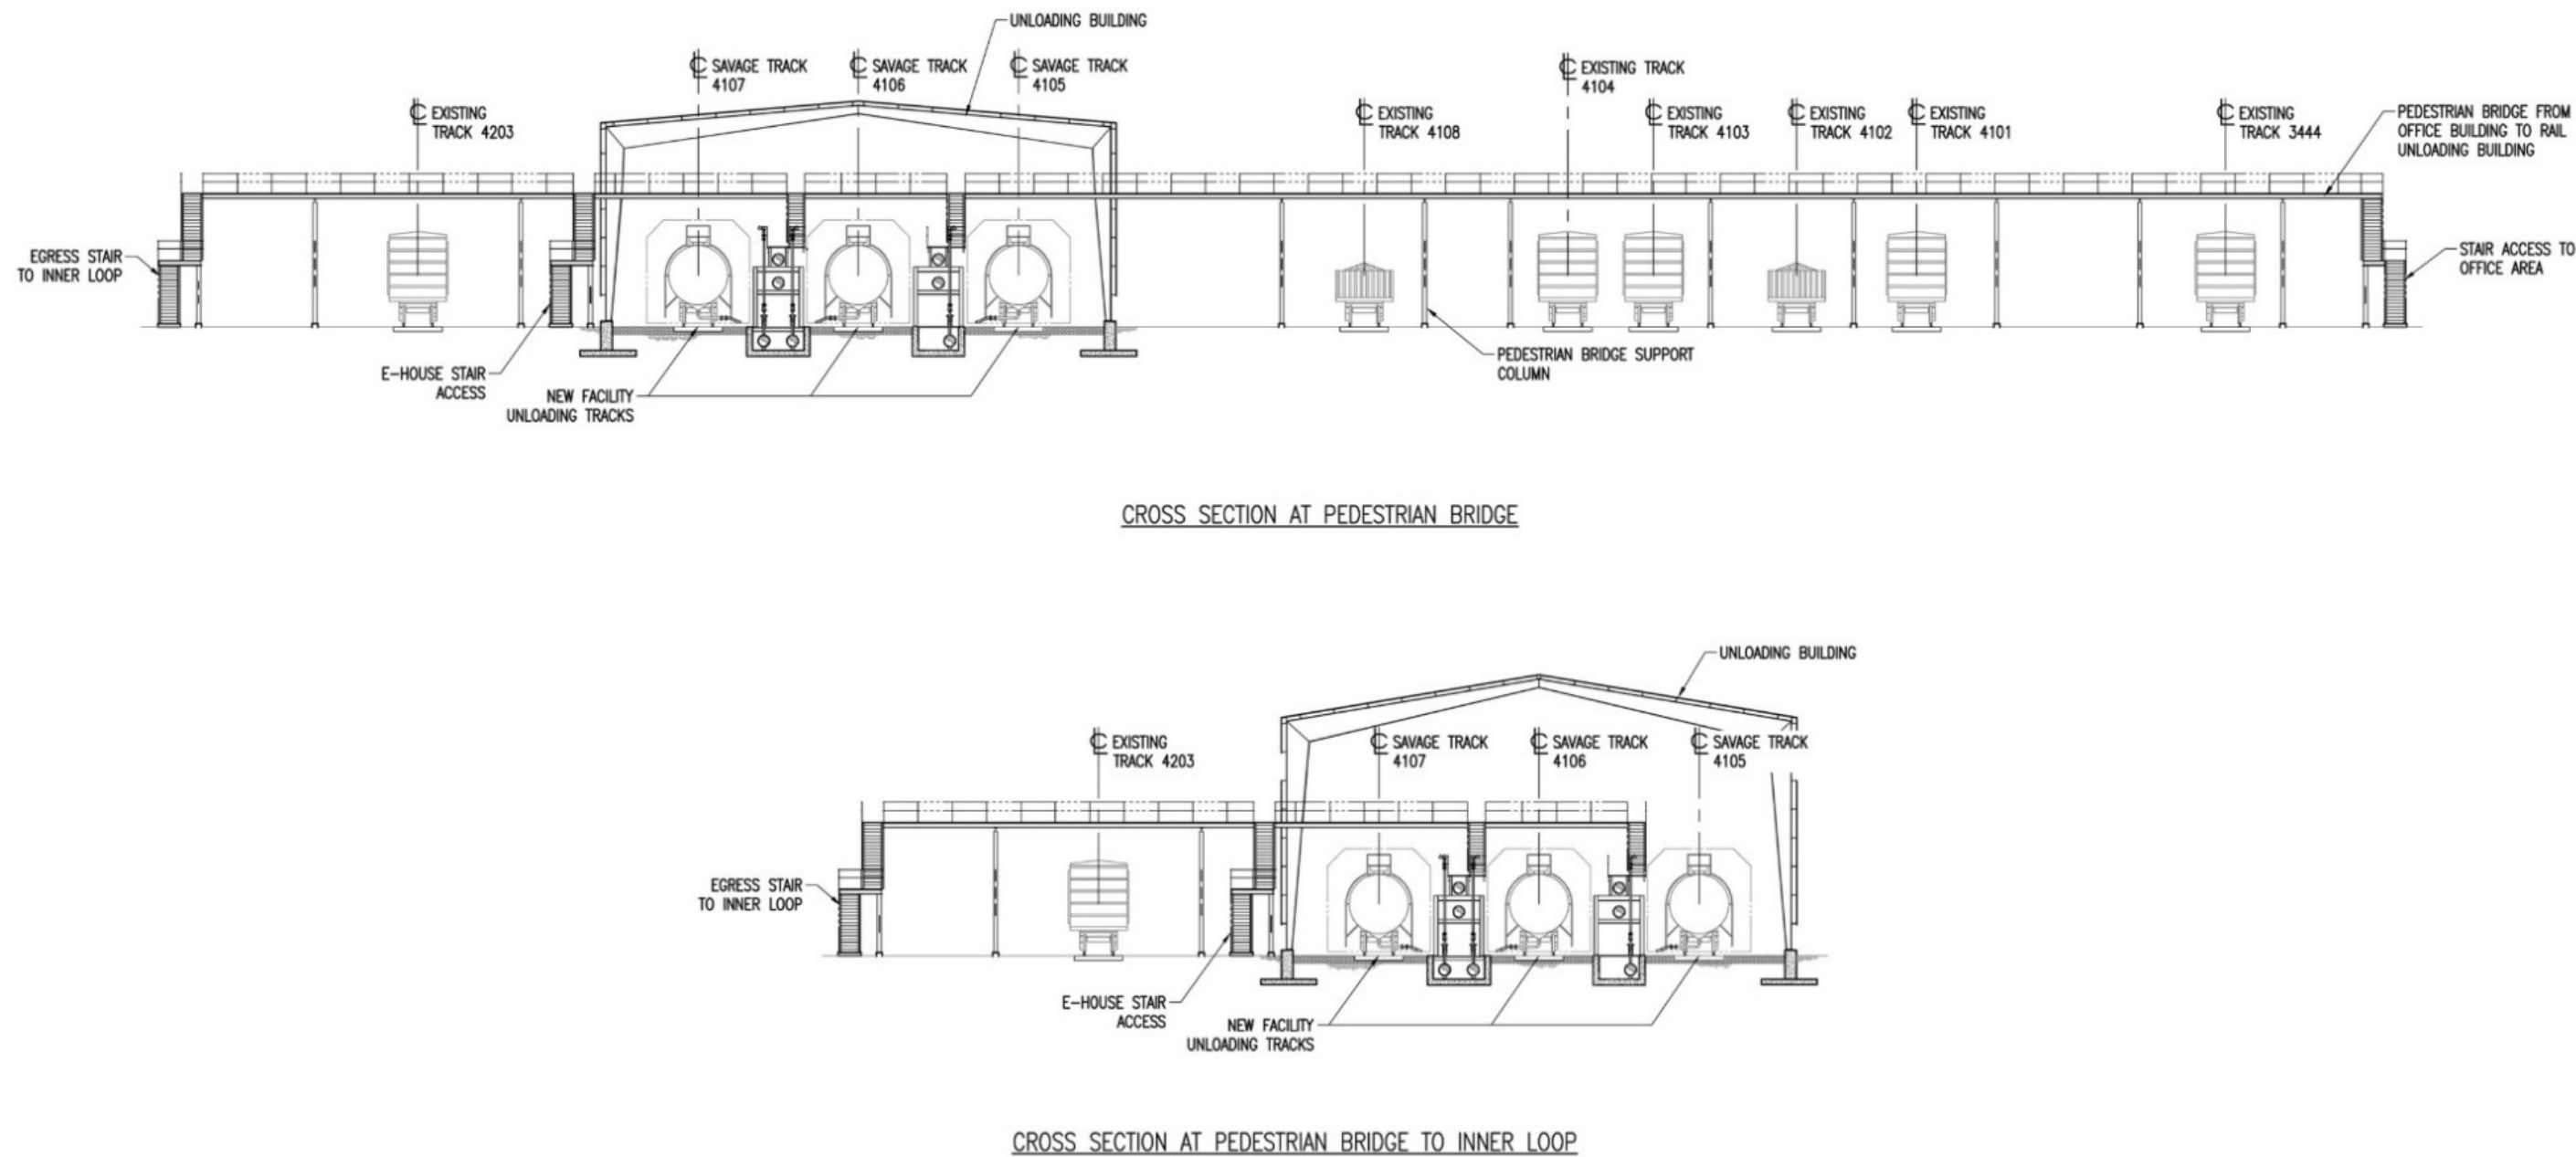 UNLOADING BUILDING
℄ SAVAGE TRACK
4107
℄ SAVAGE TRACK
4106
℄ SAVAGE TRACK
4105
℄ EXISTING TRACK
4104
℄ EXISTING
TRACK 4203
℄ EXISTING
TRACK 4108
℄ EXISTING
TRACK 4103
℄ EXISTING
TRACK 4102
℄ EXISTING
TRACK 4101
℄ EXISTING
TRACK 3444
PEDESTRIAN BRIDGE FROM
OFFICE BUILDING TO RAIL
UNLOADING BUILDING
EGRESS STAIR
TO INNER LOOP
STAIR ACCESS TO
OFFICE AREA
E-HOUSE STAIR
ACCESS
NEW FACILITY
UNLOADING TRACKS
PEDESTRIAN BRIDGE SUPPORT
COLUMN
CROSS SECTION AT PEDESTRIAN BRIDGE
UNLOADING BUILDING
℄ EXISTING
TRACK 4203
℄ SAVAGE TRACK
4107
℄ SAVAGE TRACK
4106
℄ SAVAGE TRACK
4105
EGRESS STAIR
TO INNER LOOP
E-HOUSE STAIR
ACCESS
NEW FACILITY
UNLOADING TRACKS
CROSS SECTION AT PEDESTRIAN BRIDGE TO INNER LOOP